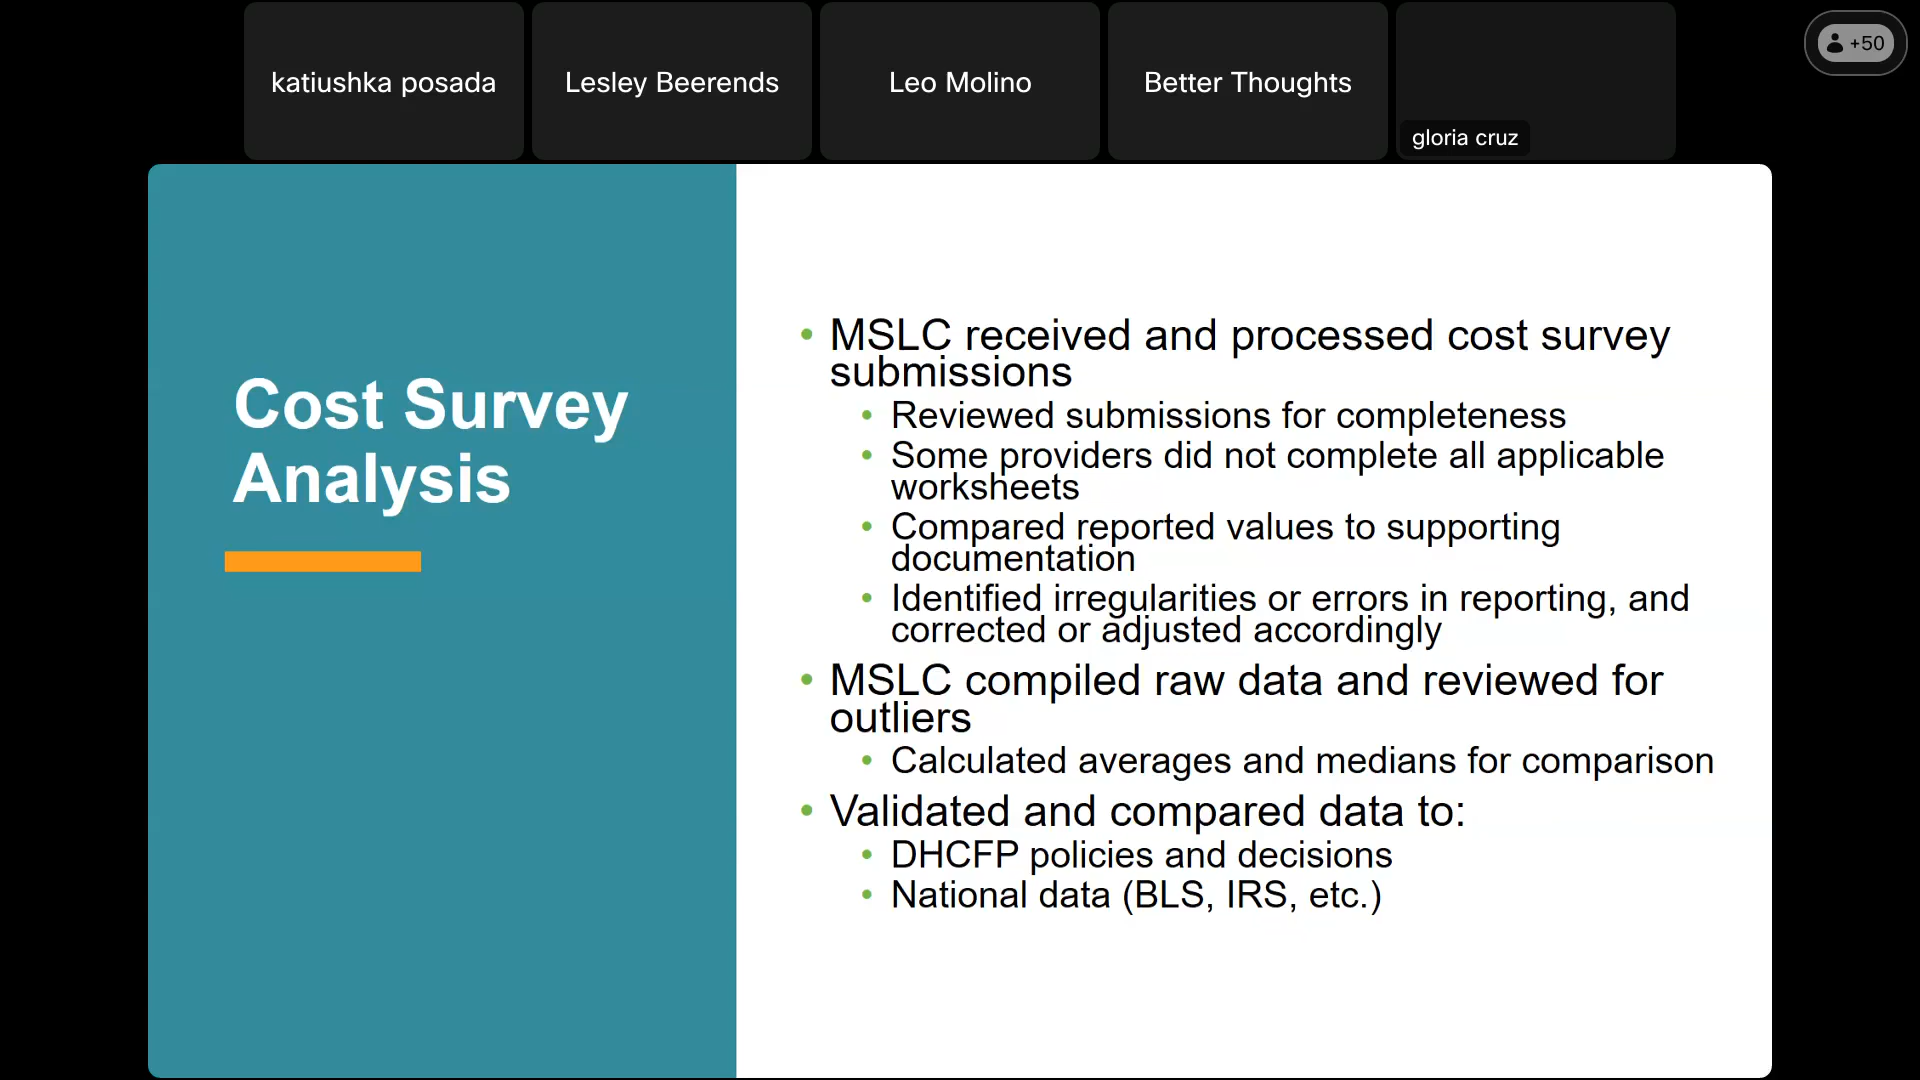 katiushka posada
Lesley Beerends
Leo Molino
Better Thoughts
gloria cruz
+50
Cost Survey
Analysis
• MSLC received and processed cost survey
submissions
• Reviewed submissions for completeness
• Some providers did not complete all applicable
worksheets
• Compared reported values to supporting
documentation
• Identified irregularities or errors in reporting, and
corrected or adjusted accordingly
• MSLC compiled raw data and reviewed for
outliers
• Calculated averages and medians for comparison
• Validated and compared data to:
• DHCFP policies and decisions
• National data (BLS, IRS, etc.)